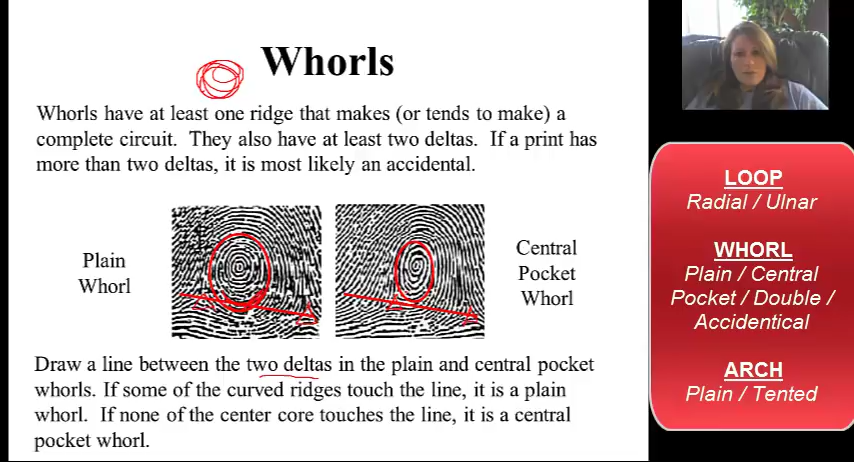 Whorls
Whorls have at least one ridge that makes (or tends to make) a
complete circuit. They also have at least two deltas. If a print has
more than two deltas, it is most likely an accidental.
Plain
Whorl
Central
Pocket
Whorl
Draw a line between the two deltas in the plain and central pocket
whorls. If some of the curved ridges touch the line, it is a plain
whorl. If none of the center core touches the line, it is a central
pocket whorl.
LOOP
Radial / Ulnar
WHORL
Plain / Central
Pocket / Double /
Accidentical
ARCH
Plain / Tented